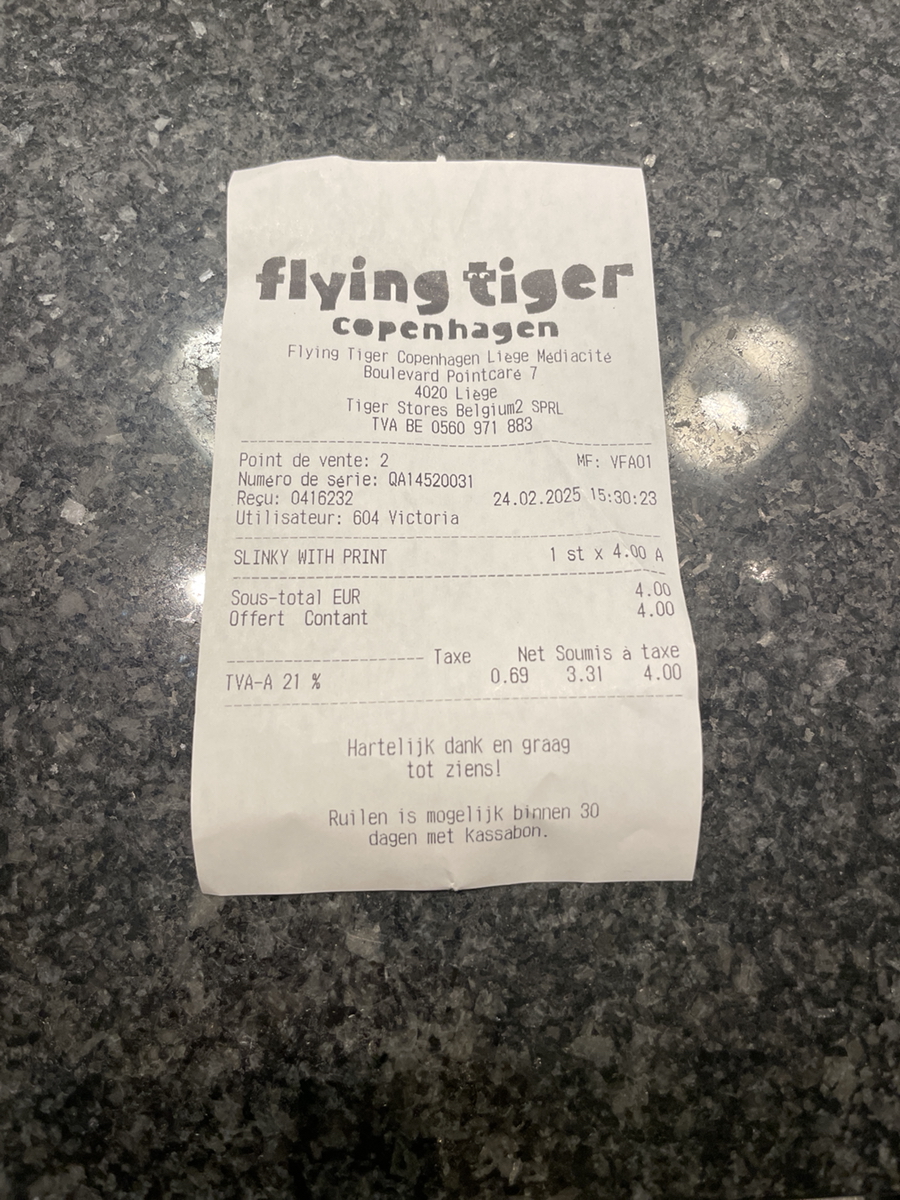 flying tiger
copenhagen
Flying Tiger Copenhagen Liège Médiacité
Boulevard Pointcaré 7
4020 Liège
Tiger Stores Belgium2 SPRL
TVA BE 0560 971 883
Point de vente: 2 MF: VFA01
Numéro de série: QA14520031
Reçu: 0416232 24.02.2025 15:30:23
Utilisateur: 604 Victoria
SLINKY WITH PRINT 1 st x 4.00 A
Sous-total EUR 4.00
Offert Contant 4.00
Taxe Net Soumis à taxe
TVA-A 21 % 0.69 3.31 4.00
Hartelijk dank en graag
tot ziens!
Ruilen is mogelijk binnen 30
dagen met Kassabon.